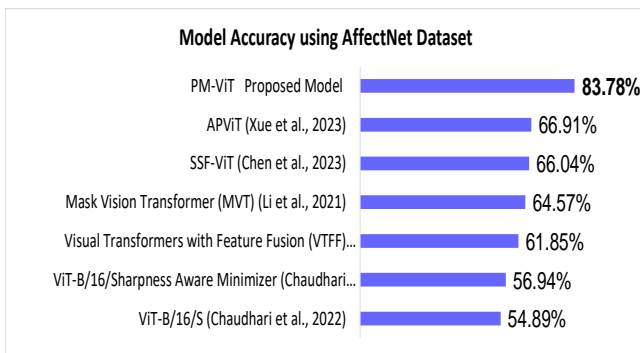 Model Accuracy using AffectNet Dataset
PM-ViT Proposed Model 83.78%
APViT (Xue et al., 2023) 66.91%
SSF-ViT (Chen et al., 2023) 66.04%
Mask Vision Transformer (MVT) (Li et al., 2021) 64.57%
Visual Transformers with Feature Fusion (VTFF)... 61.85%
ViT-B/16/Sharpness Aware Minimizer (Chaudhari... 56.94%
ViT-B/16/S (Chaudhari et al., 2022) 54.89%